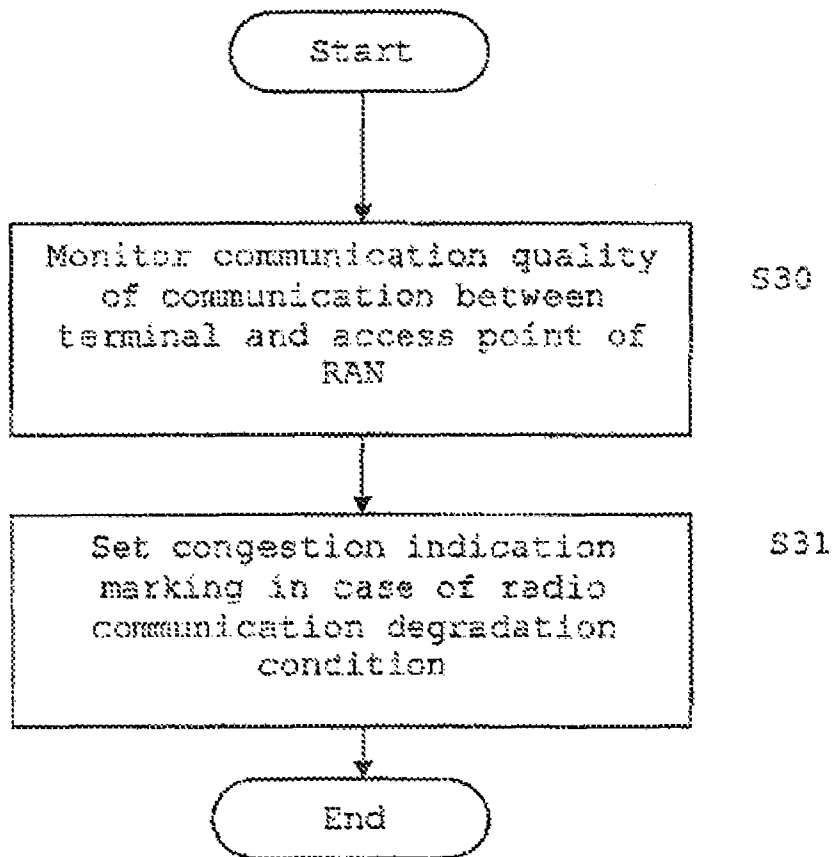 Start
Monitor communication quality
of communication between
terminal and access point of
RAN
S30
Set congestion indication
marking in case of radio
communication degradation
condition
S31
End